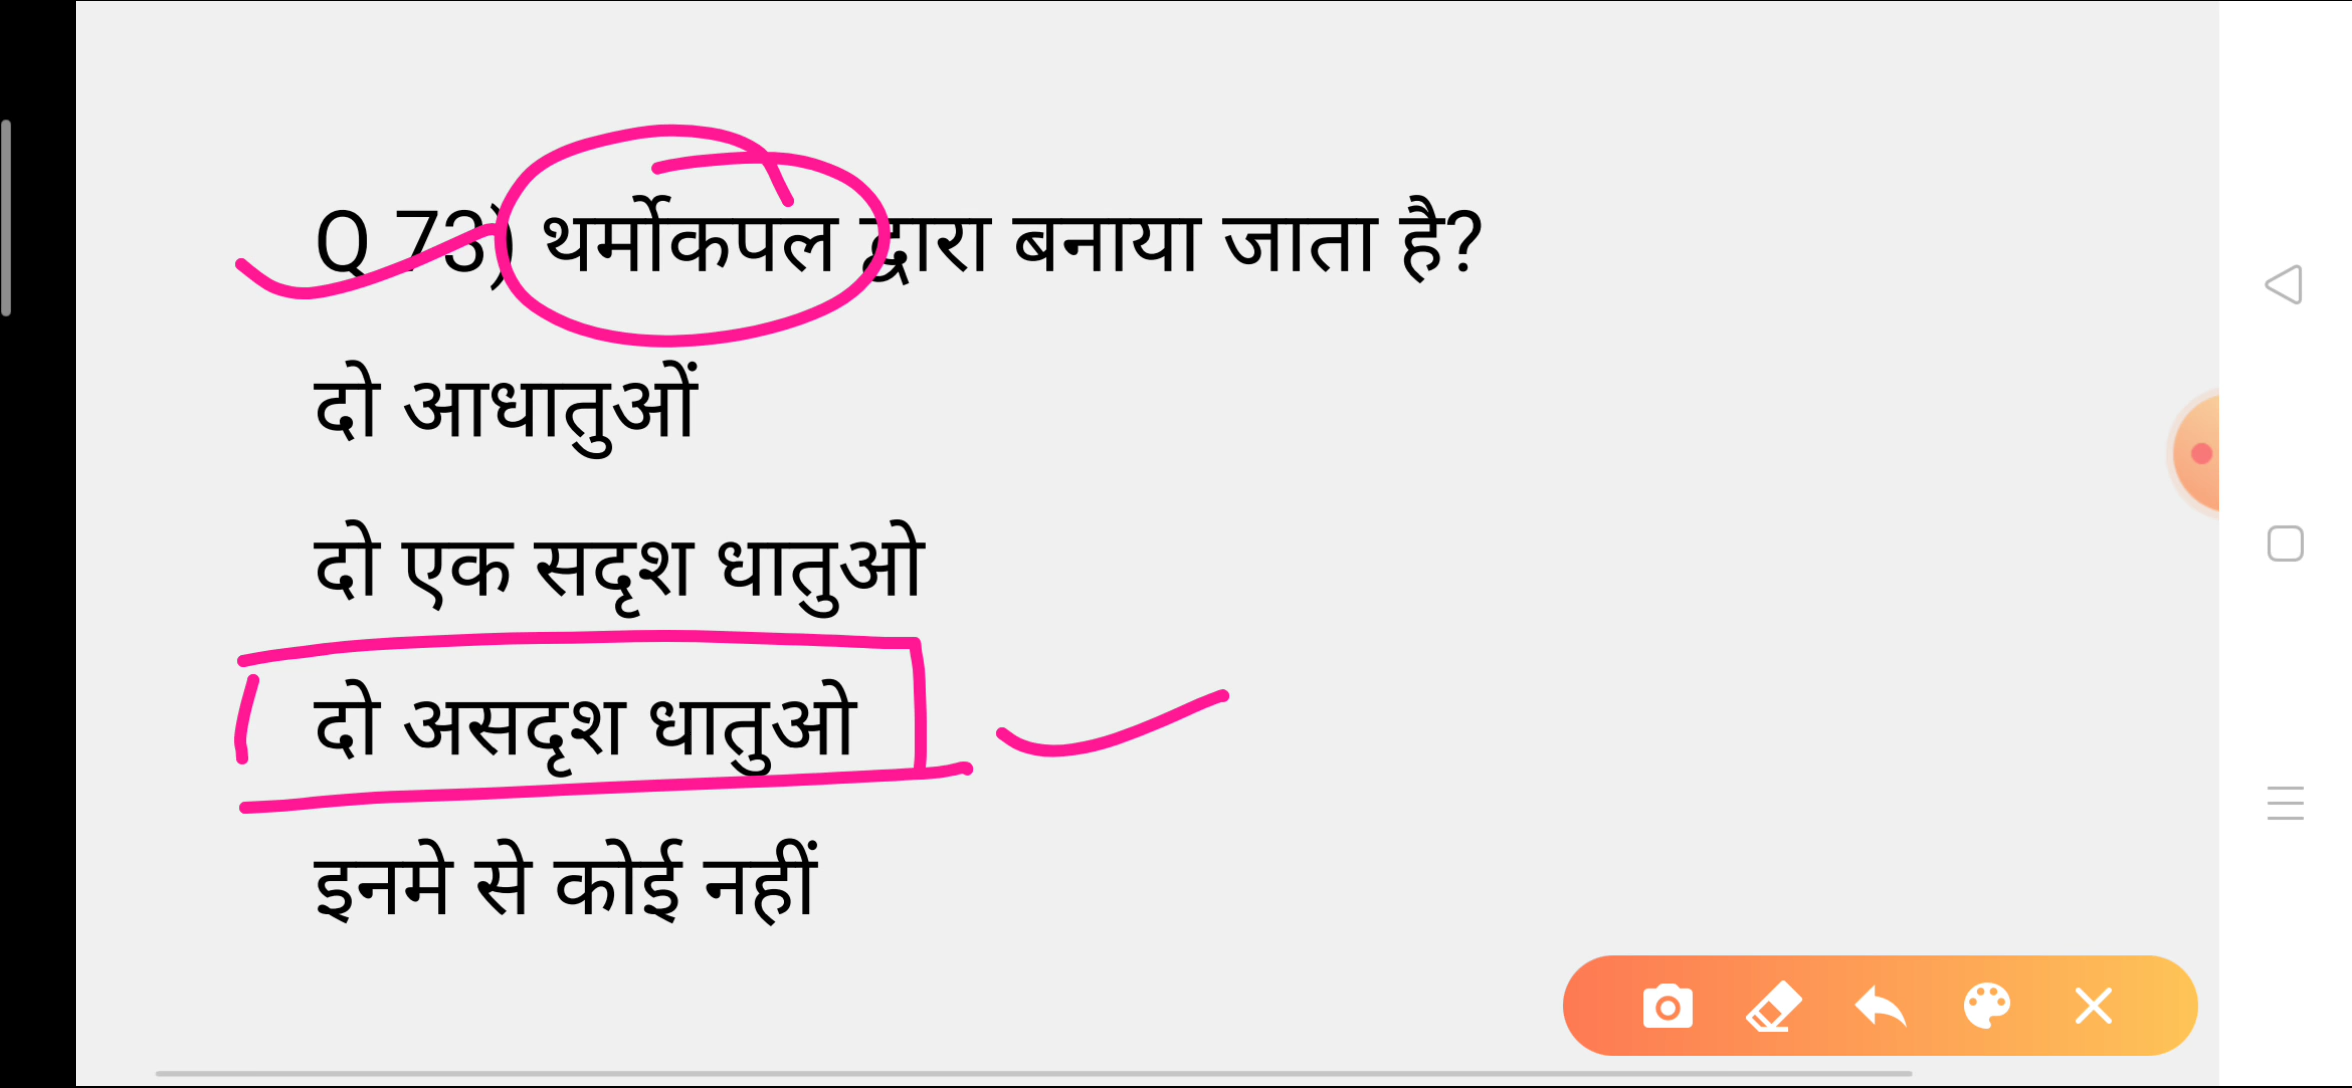 Q 73) थर्मोकपल द्वारा बनाया जाता है?
दो आधातुओं
दो एक सदृश धातुओ
दो असदृश धातुओ
इनमे से कोई नहीं